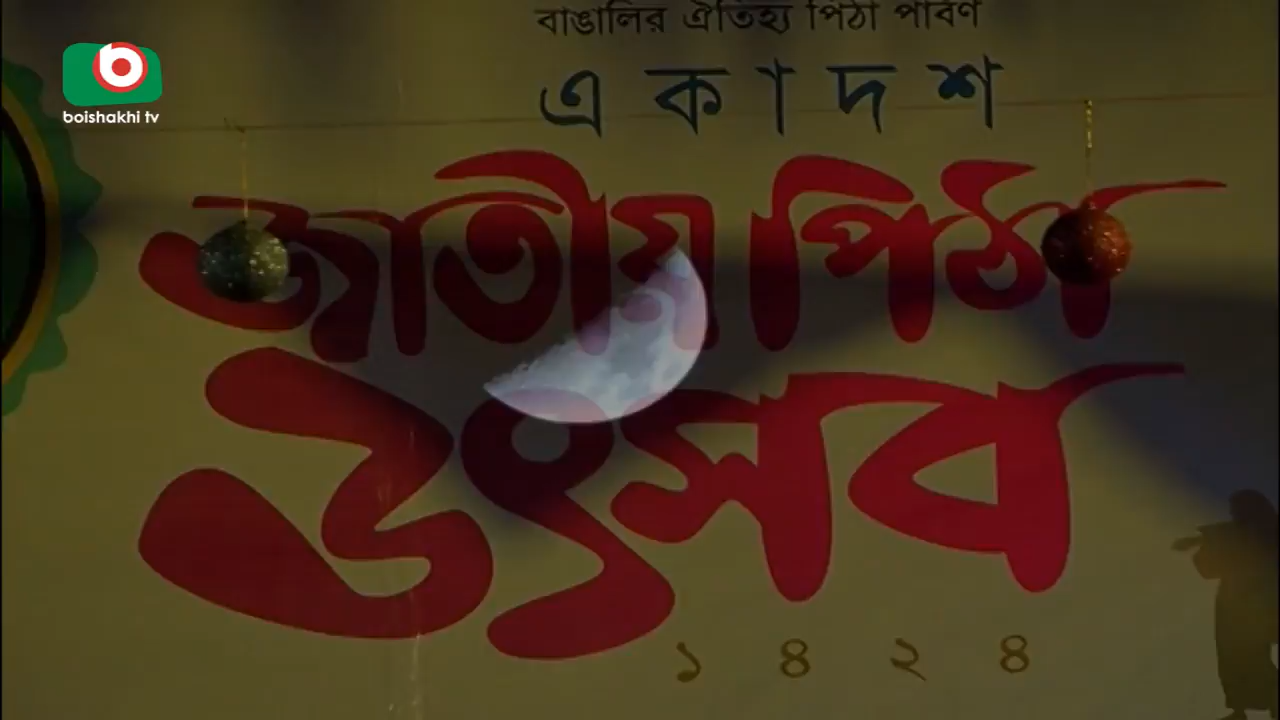 বাঙালির ঐতিহ্য পিঠা পার্বণ
একাদশ
জাতীয় পিঠা
উৎসব
১৪২৪
boishakhi tv